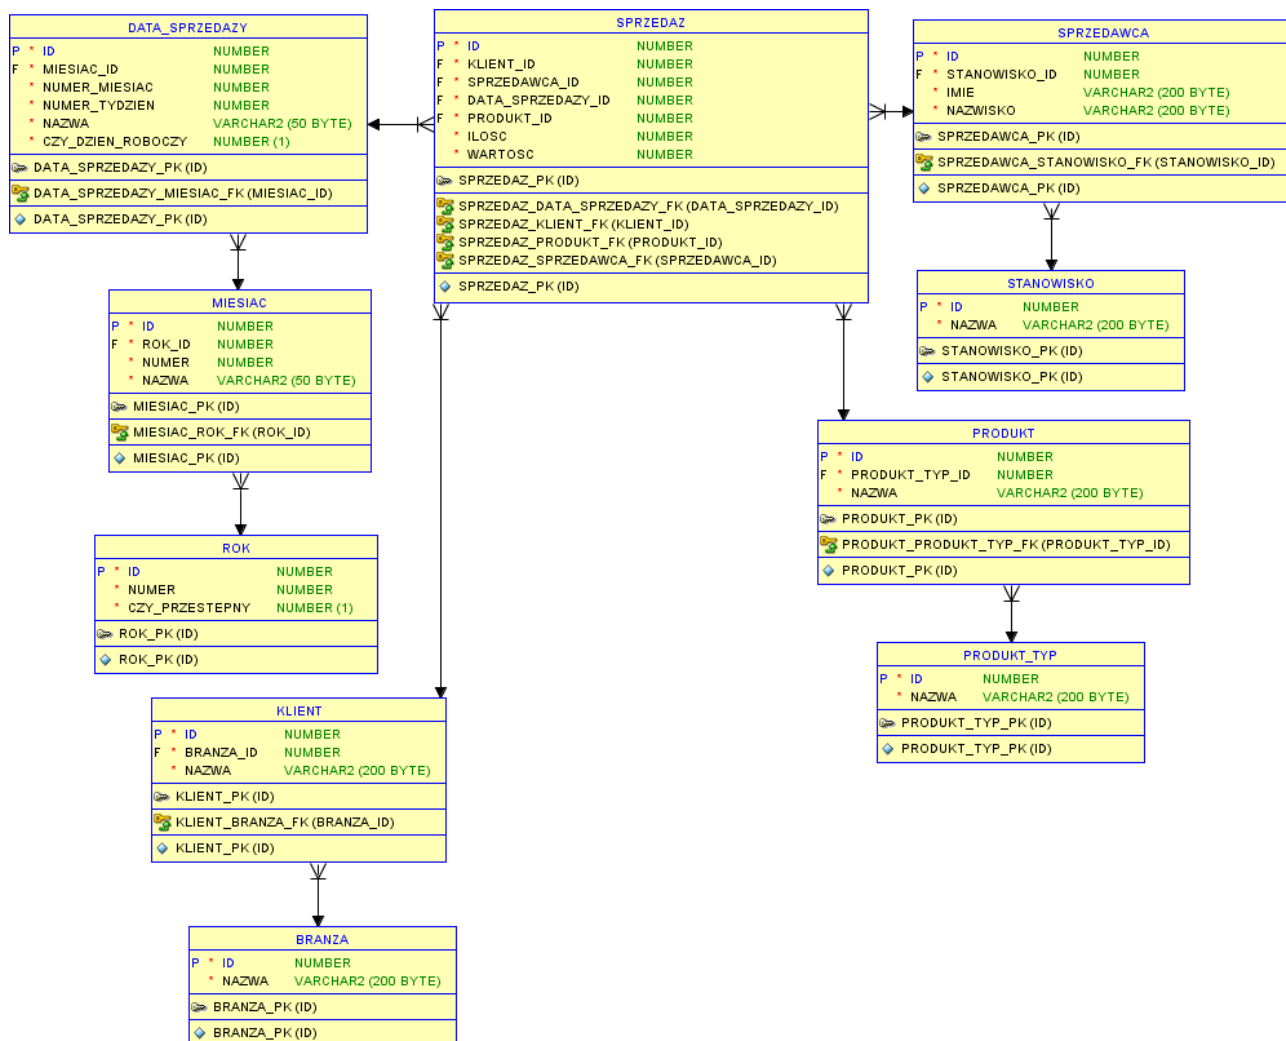 DATA_SPRZEDAZY
P * ID NUMBER
F * MIESIAC_ID NUMBER
* NUMER_MIESIAC NUMBER
* NUMER_TYDZIEN NUMBER
* NAZWA VARCHAR2 (50 BYTE)
* CZY_DZIEN_ROBOCZY NUMBER (1)
DATA_SPRZEDAZY_PK (ID)
DATA_SPRZEDAZY_MIESIAC_FK (MIESIAC_ID)
DATA_SPRZEDAZY_PK (ID)
SPRZEDAZ
P * ID NUMBER
F * KLIENT_ID NUMBER
F * SPRZEDAWCA_ID NUMBER
F * DATA_SPRZEDAZY_ID NUMBER
F * PRODUKT_ID NUMBER
* ILOSC NUMBER
* WARTOSC NUMBER
SPRZEDAZ_PK (ID)
SPRZEDAZ_DATA_SPRZEDAZY_FK (DATA_SPRZEDAZY_ID)
SPRZEDAZ_KLIENT_FK (KLIENT_ID)
SPRZEDAZ_PRODUKT_FK (PRODUKT_ID)
SPRZEDAZ_SPRZEDAWCA_FK (SPRZEDAWCA_ID)
SPRZEDAZ_PK (ID)
SPRZEDAWCA
P * ID NUMBER
F * STANOWISKO_ID NUMBER
* IMIE VARCHAR2 (200 BYTE)
* NAZWISKO VARCHAR2 (200 BYTE)
SPRZEDAWCA_PK (ID)
SPRZEDAWCA_STANOWISKO_FK (STANOWISKO_ID)
SPRZEDAWCA_PK (ID)
MIESIAC
P * ID NUMBER
F * ROK_ID NUMBER
* NUMER NUMBER
* NAZWA VARCHAR2 (50 BYTE)
MIESIAC_PK (ID)
MIESIAC_ROK_FK (ROK_ID)
MIESIAC_PK (ID)
STANOWISKO
P * ID NUMBER
* NAZWA VARCHAR2 (200 BYTE)
STANOWISKO_PK (ID)
STANOWISKO_PK (ID)
PRODUKT
P * ID NUMBER
F * PRODUKT_TYP_ID NUMBER
* NAZWA VARCHAR2 (200 BYTE)
PRODUKT_PK (ID)
PRODUKT_PRODUKT_TYP_FK (PRODUKT_TYP_ID)
PRODUKT_PK (ID)
ROK
P * ID NUMBER
* NUMER NUMBER
* CZY_PRZESTEPNY NUMBER (1)
ROK_PK (ID)
ROK_PK (ID)
PRODUKT_TYP
P * ID NUMBER
* NAZWA VARCHAR2 (200 BYTE)
PRODUKT_TYP_PK (ID)
PRODUKT_TYP_PK (ID)
KLIENT
P * ID NUMBER
F * BRANZA_ID NUMBER
* NAZWA VARCHAR2 (200 BYTE)
KLIENT_PK (ID)
KLIENT_BRANZA_FK (BRANZA_ID)
KLIENT_PK (ID)
BRANZA
P * ID NUMBER
* NAZWA VARCHAR2 (200 BYTE)
BRANZA_PK (ID)
BRANZA_PK (ID)